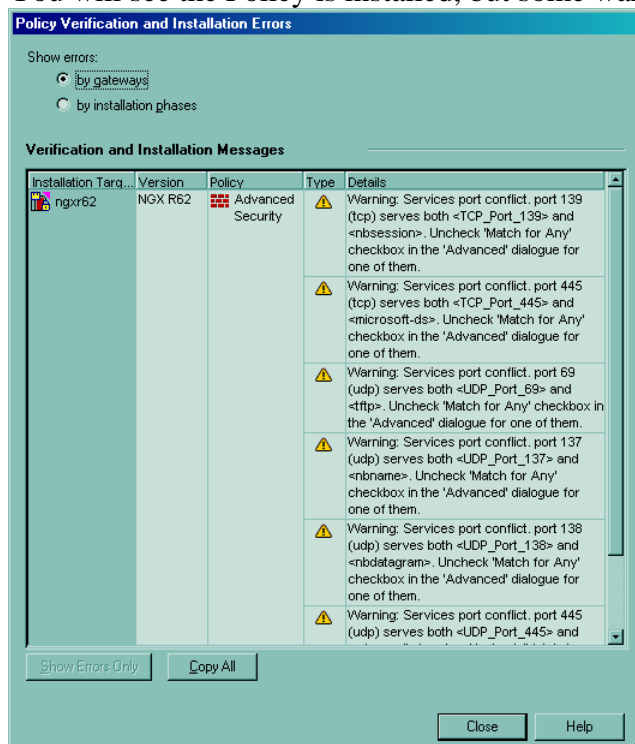 You will see the Policy is installed, but some
Policy Verification and Installation Errors
Show errors:
by gateways
by installation phases
Verification and Installation Messages
Installation Targ... Version Policy Type Details
ngxr62 NGX R62 Advanced Security
Warning: Services port conflict. port 139
(tcp) serves both <TCP_Port_139> and
<nbsession>. Uncheck 'Match for Any'
checkbox in the 'Advanced' dialogue for
one of them.
Warning: Services port conflict. port 445
(tcp) serves both <TCP_Port_445> and
<microsoft-ds>. Uncheck 'Match for Any'
checkbox in the 'Advanced' dialogue for
one of them.
Warning: Services port conflict. port 69
(udp) serves both <UDP_Port_69> and
<tftp>. Uncheck 'Match for Any' checkbox in
the 'Advanced' dialogue for one of them.
Warning: Services port conflict. port 137
(udp) serves both <UDP_Port_137> and
<nbname>. Uncheck 'Match for Any'
checkbox in the 'Advanced' dialogue for
one of them.
Warning: Services port conflict. port 138
(udp) serves both <UDP_Port_138> and
<nbdatagram>. Uncheck 'Match for Any'
checkbox in the 'Advanced' dialogue for
one of them.
Warning: Services port conflict. port 445
(udp) serves both <UDP_Port_445> and
Show Errors Only Copy All
Close Help